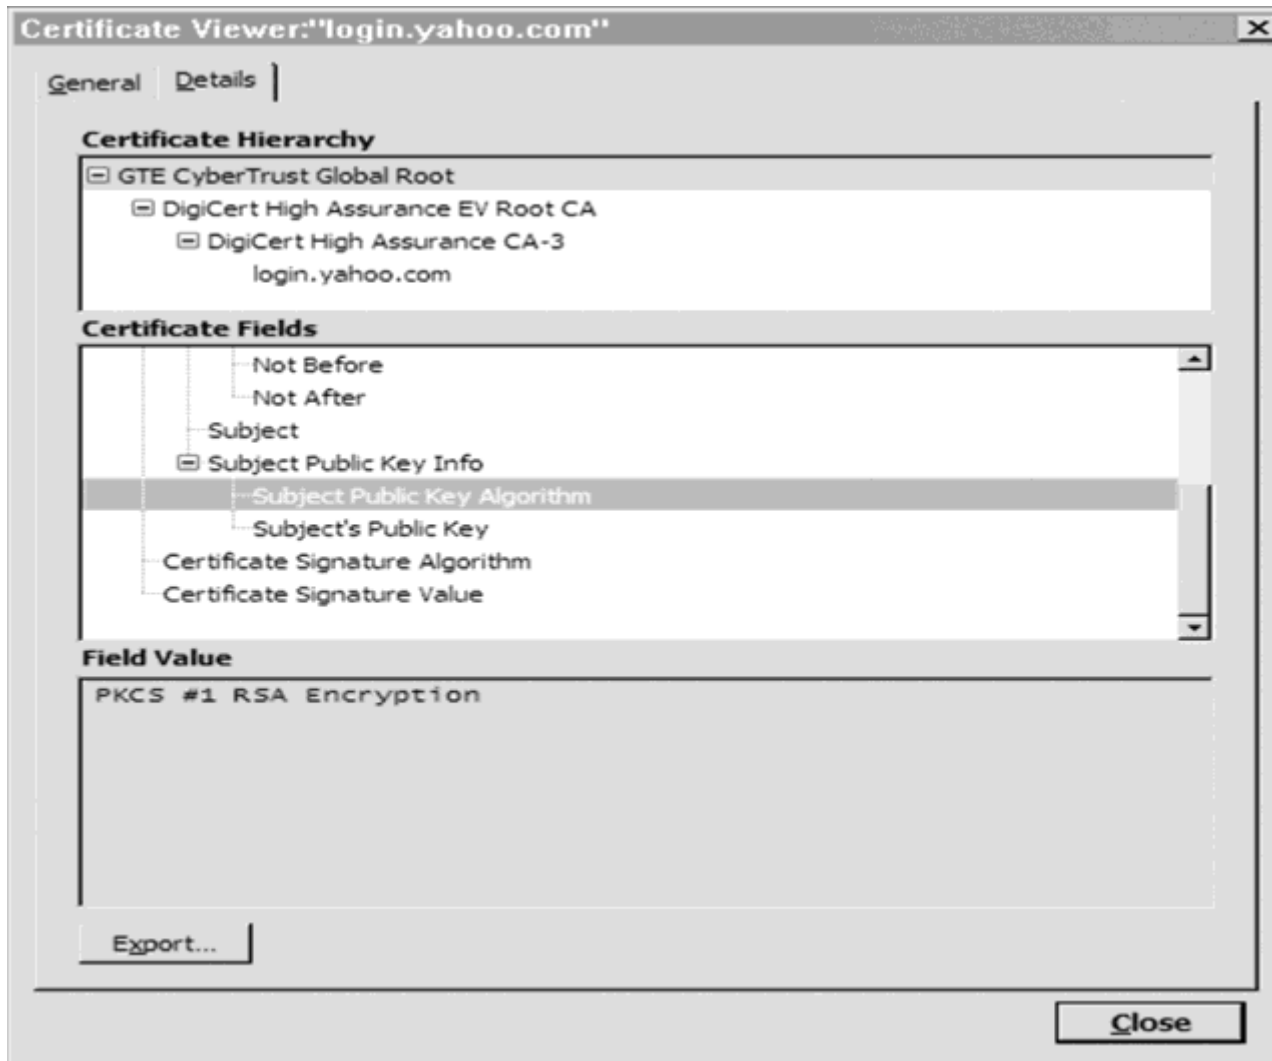 Certificate Viewer:"login.yahoo.com"
General Details
Certificate Hierarchy
GTE CyberTrust Global Root
DigiCert High Assurance EV Root CA
DigiCert High Assurance CA-3
login.yahoo.com
Certificate Fields
Not Before
Not After
Subject
Subject Public Key Info
Subject Public Key Algorithm
Subject's Public Key
Certificate Signature Algorithm
Certificate Signature Value
Field Value
PKCS #1 RSA Encryption
Export...
Close